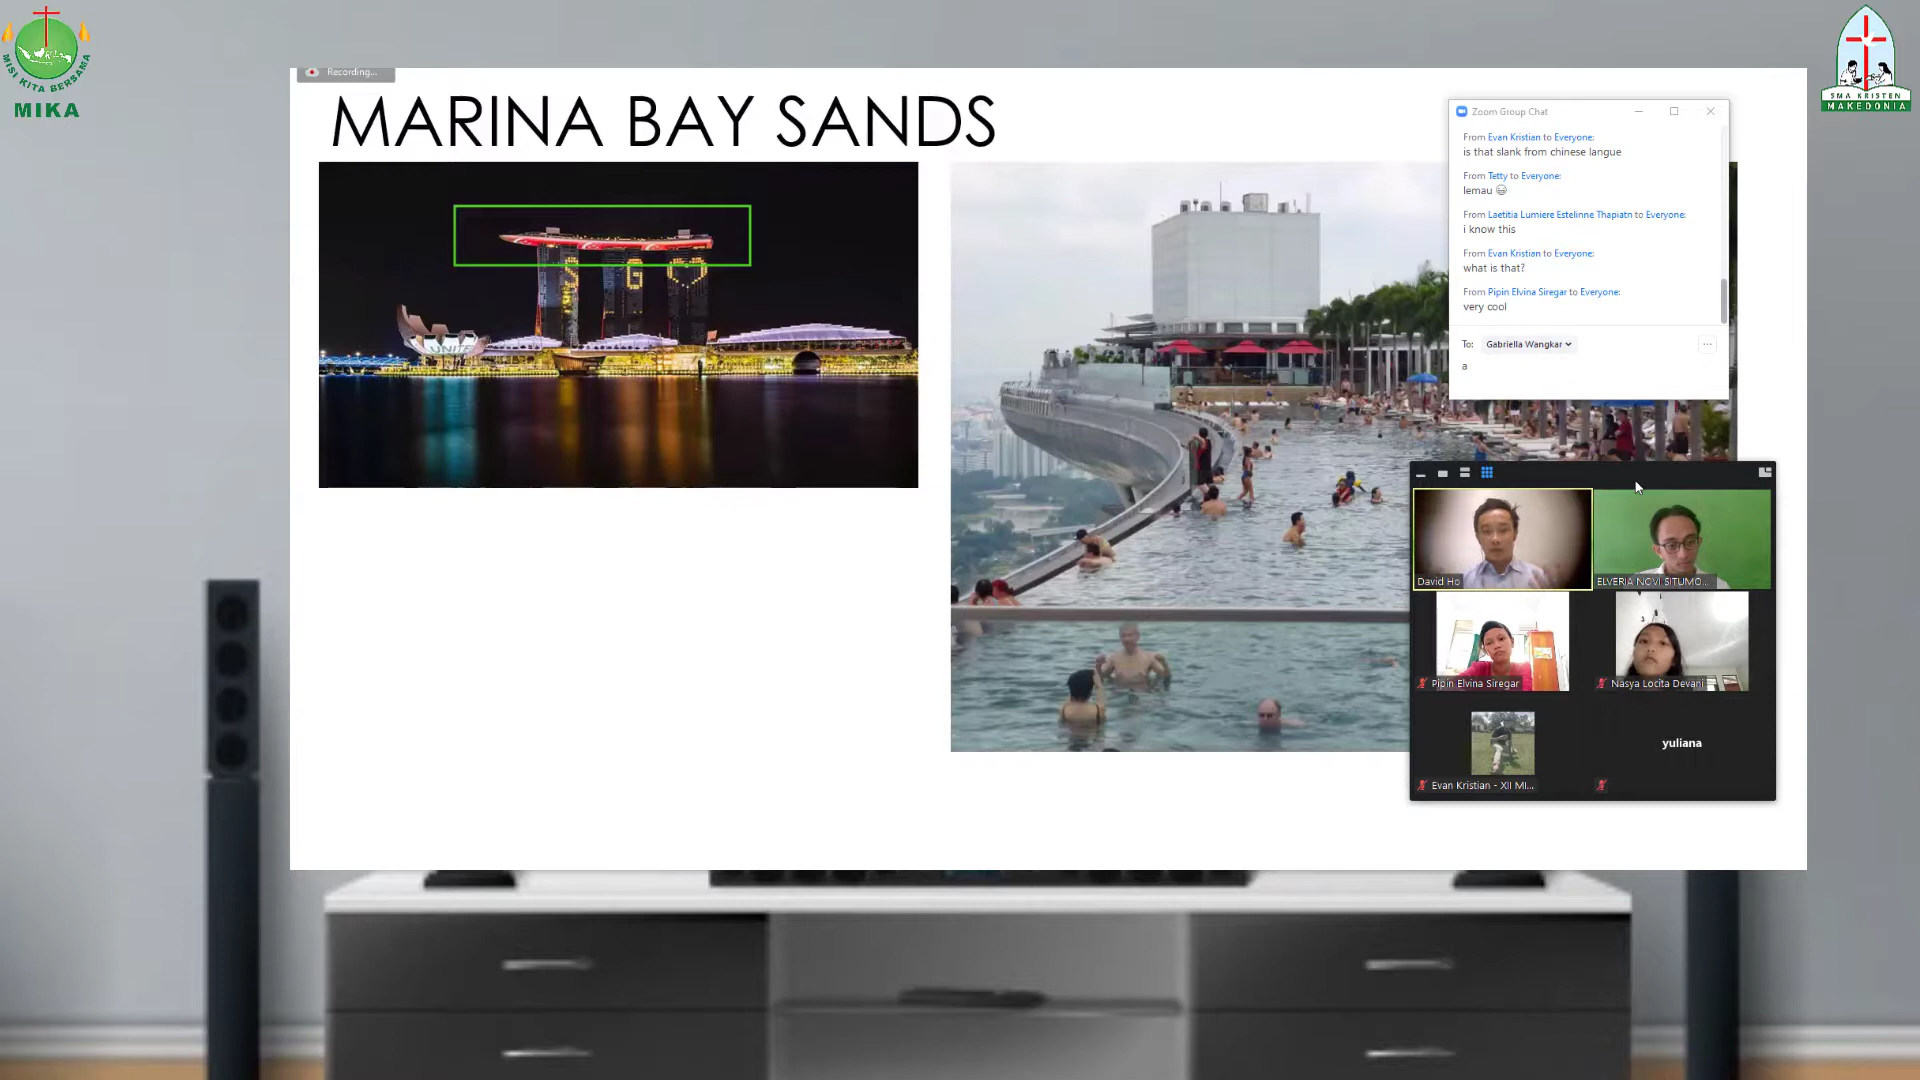 MISI KITA BERSAMA
MIKA
SMA KRISTEN
MAKEDONIA
Recording...
MARINA BAY SANDS
S G
UNITE
Zoom Group Chat
From Evan Kristian to Everyone:
is that slank from chinese langue
From Tetty to Everyone:
lemau 😄
From Laetitia Lumiere Estelinne Thapiatn to Everyone:
i know this
From Evan Kristian to Everyone:
what is that?
From Pipin Elvina Siregar to Everyone:
very cool
To: Gabriella Wangkar
a
David Ho
ELVERIA NOVI SITUMO...
Pipin Elvina Siregar
Nasya Locita Devani
Evan Kristian - XII MI...
yuliana